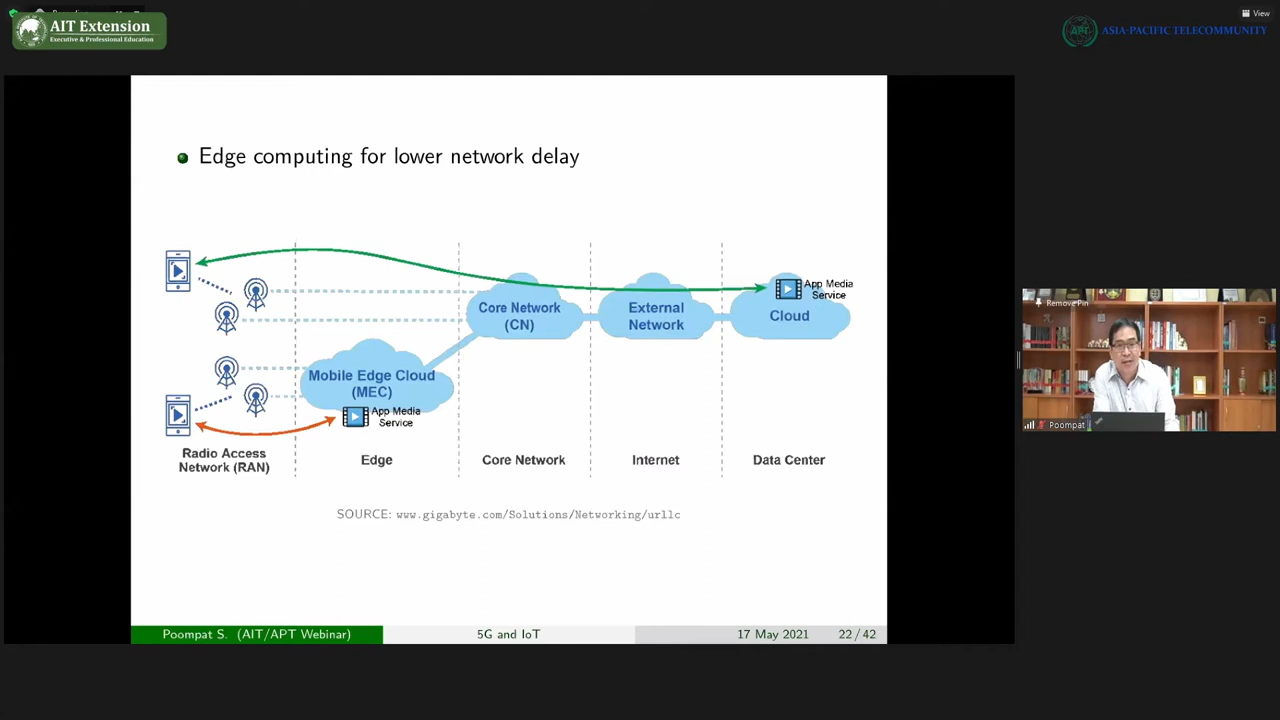 AIT Extension
Executive & Professional Education
View
APT
ASIA-PACIFIC TELECOMMUNITY
Edge computing for lower network delay
App Media
Service
Core Network
(CN)
External
Network
Cloud
Mobile Edge Cloud
(MEC)
App Media
Service
Radio Access
Network (RAN)
Edge
Core Network
Internet
Data Center
SOURCE: www.gigabyte.com/Solutions/Networking/urllc
Remove Pin
Poompat
Poompat S. (AIT/APT Webinar)
5G and IoT
17 May 2021
22 / 42